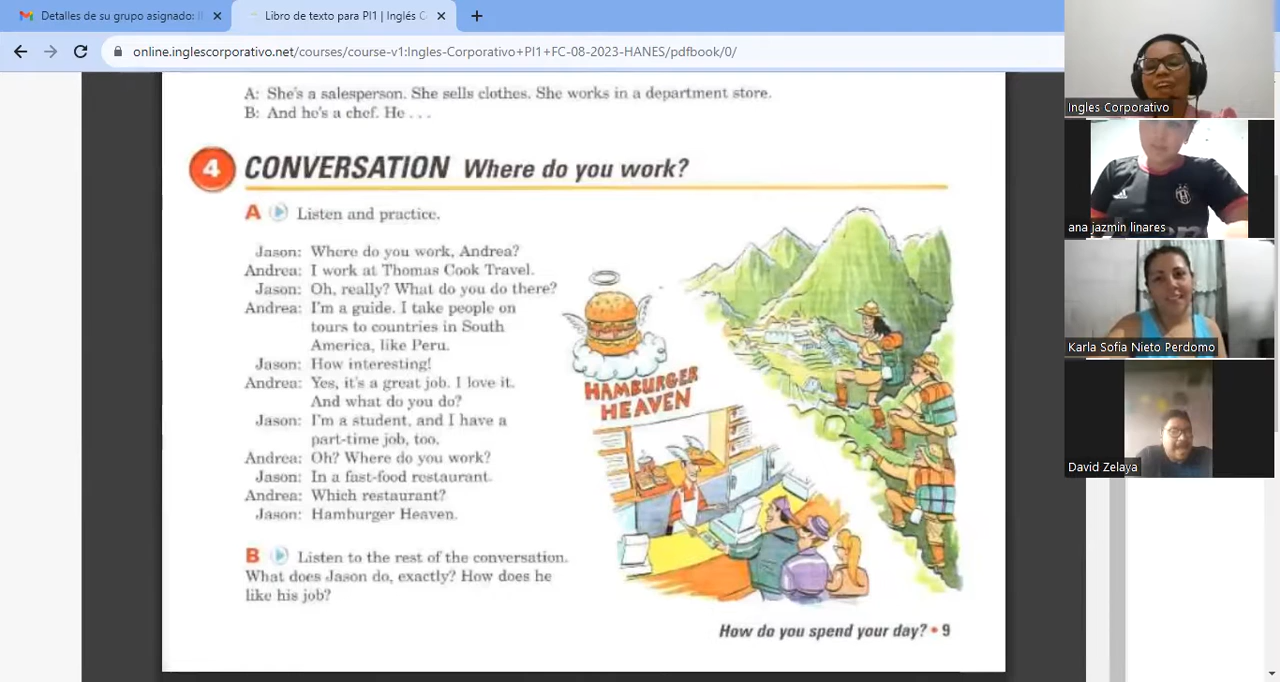 Detalles de su grupo asignado: I
Libro de texto para PI1 | Inglés C
online.inglescorporativo.net/courses/course-v1:Ingles-Corporativo+PI1+FC-08-2023-HANES/pdfbook/0/
A: She's a salesperson. She sells clothes. She works in a department store.
B: And he's a chef. He . . .
4 CONVERSATION Where do you work?
A Listen and practice.
Jason: Where do you work, Andrea?
Andrea: I work at Thomas Cook Travel.
Jason: Oh, really? What do you do there?
Andrea: I'm a guide. I take people on
tours to countries in South
America, like Peru.
Jason: How interesting!
Andrea: Yes, it's a great job. I love it.
And what do you do?
Jason: I'm a student, and I have a
part-time job, too.
Andrea: Oh? Where do you work?
Jason: In a fast-food restaurant.
Andrea: Which restaurant?
Jason: Hamburger Heaven.
HAMBURGER
HEAVEN
B Listen to the rest of the conversation.
What does Jason do, exactly? How does he
like his job?
How do you spend your day? • 9
Ingles Corporativo
ana jazmin linares
Karla Sofia Nieto Perdomo
David Zelaya